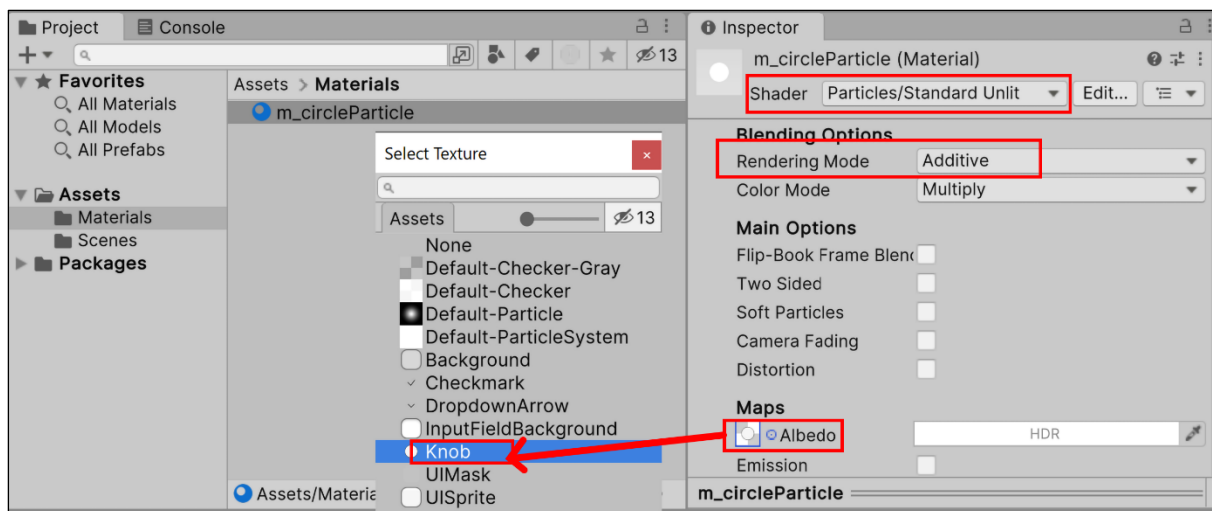 Project
Console
13
Favorites
All Materials
All Models
All Prefabs
Assets
Materials
Scenes
Packages
Assets > Materials
m_circleParticle
Assets/Materia
Select Texture
Assets
13
None
Default-Checker-Gray
Default-Checker
Default-Particle
Default-ParticleSystem
Background
Checkmark
DropdownArrow
InputFieldBackground
Knob
UIMask
UISprite
Inspector
m_circleParticle (Material)
Shader Particles/Standard Unlit Edit...
Blending Options
Rendering Mode Additive
Color Mode Multiply
Main Options
Flip-Book Frame Blen
Two Sided
Soft Particles
Camera Fading
Distortion
Maps
Albedo HDR
Emission
m_circleParticle